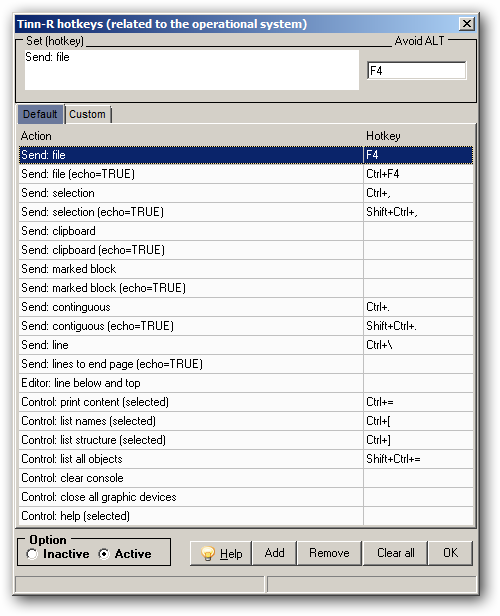 Tinn-R hotkeys (related to the operational system)
Set (hotkey) Avoid ALT
Send: file F4
Default Custom
Action Hotkey
Send: file F4
Send: file (echo=TRUE) Ctrl+F4
Send: selection Ctrl+,
Send: selection (echo=TRUE) Shift+Ctrl+,
Send: clipboard
Send: clipboard (echo=TRUE)
Send: marked block
Send: marked block (echo=TRUE)
Send: continguous Ctrl+.
Send: contiguous (echo=TRUE) Shift+Ctrl+.
Send: line Ctrl+\
Send: lines to end page (echo=TRUE)
Editor: line below and top
Control: print content (selected) Ctrl+=
Control: list names (selected) Ctrl+[
Control: list structure (selected) Ctrl+]
Control: list all objects Shift+Ctrl+=
Control: clear console
Control: close all graphic devices
Control: help (selected)
Option
Inactive Active Help Add Remove Clear all OK